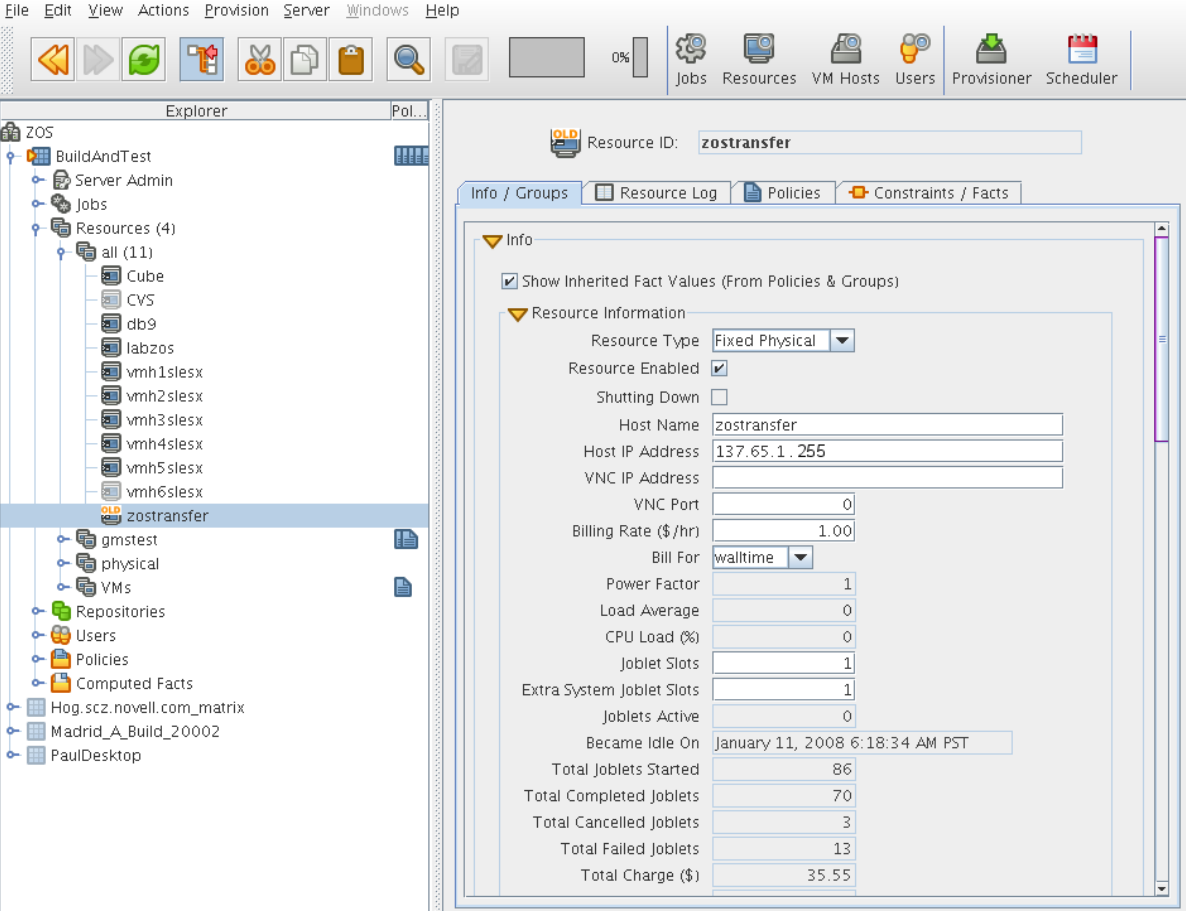 File Edit View Actions Provision Server Windows Help
0%
Jobs Resources VM Hosts Users Provisioner Scheduler
Explorer Pol...
ZOS
BuildAndTest
Server Admin
Jobs
Resources (4)
all (11)
Cube
CVS
db9
labzos
vmh1slesx
vmh2slesx
vmh3slesx
vmh4slesx
vmh5slesx
vmh6slesx
OLD zostransfer
gmstest
physical
VMs
Repositories
Users
Policies
Computed Facts
Hog.scz.novell.com_matrix
Madrid_A_Build_20002
PaulDesktop
OLD Resource ID: zostransfer
Info / Groups Resource Log Policies Constraints / Facts
Info
Show Inherited Fact Values (From Policies & Groups)
Resource Information
Resource Type Fixed Physical
Resource Enabled
Shutting Down
Host Name zostransfer
Host IP Address 137.65.1.255
VNC IP Address
VNC Port 0
Billing Rate ($/hr) 1.00
Bill For walltime
Power Factor 1
Load Average 0
CPU Load (%) 0
Joblet Slots 1
Extra System Joblet Slots 1
Joblets Active 0
Became Idle On January 11, 2008 6:18:34 AM PST
Total Joblets Started 86
Total Completed Joblets 70
Total Cancelled Joblets 3
Total Failed Joblets 13
Total Charge ($) 35.55